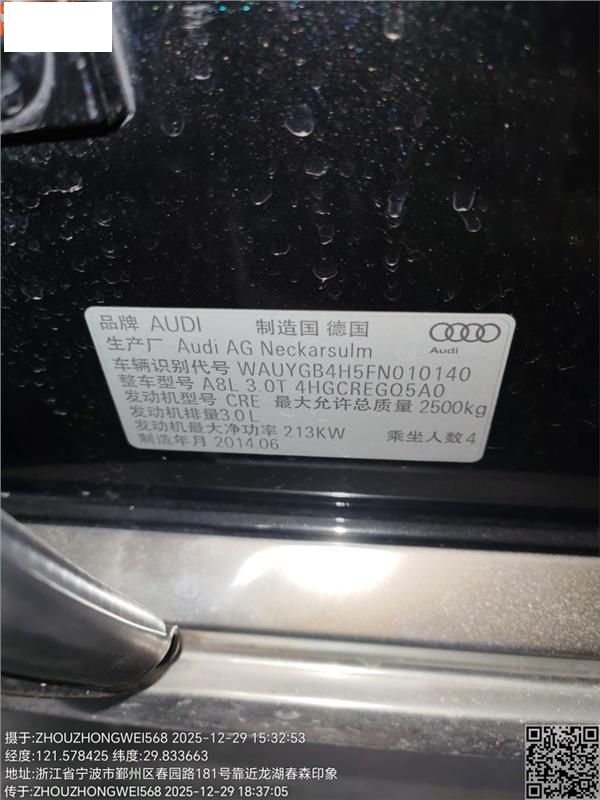 品牌 AUDI 制造国 德国
生产厂 Audi AG Neckarsulm
Audi
车辆识别代号 WAUYGB4H5FN010140
整车型号 A8L 3.0T 4HGCREGQ5A0
发动机型号 CRE 最大允许总质量 2500kg
发动机排量3.0L
发动机最大净功率 213KW 乘坐人数4
制造年月 2014.06
摄于:ZHOUZHONGWEI568 2025-12-29 15:32:53
经度:121.578425 纬度:29.833663
地址:浙江省宁波市鄞州区春园路181号靠近龙湖春森印象
传于:ZHOUZHONGWEI568 2025-12-29 18:37:05